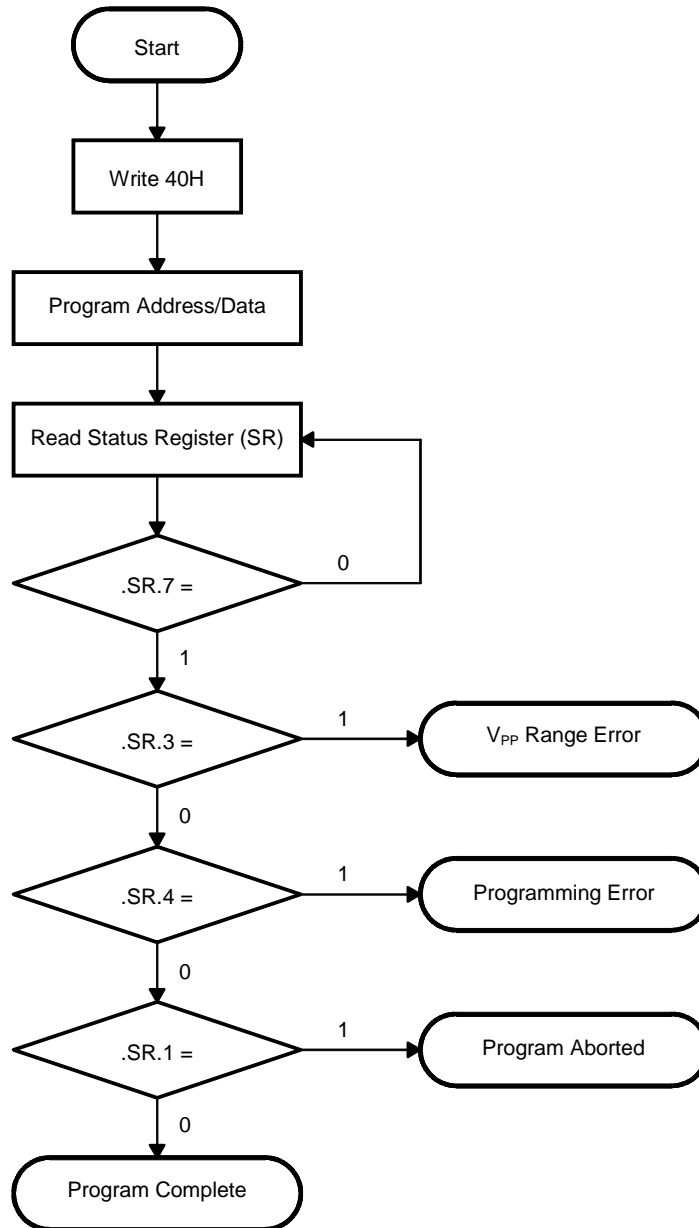 Start
Write 40H
Program Address/Data
Read Status Register (SR)
.SR.7 =
0
1
.SR.3 =
1
VPP Range Error
0
.SR.4 =
1
Programming Error
0
.SR.1 =
1
Program Aborted
0
Program Complete